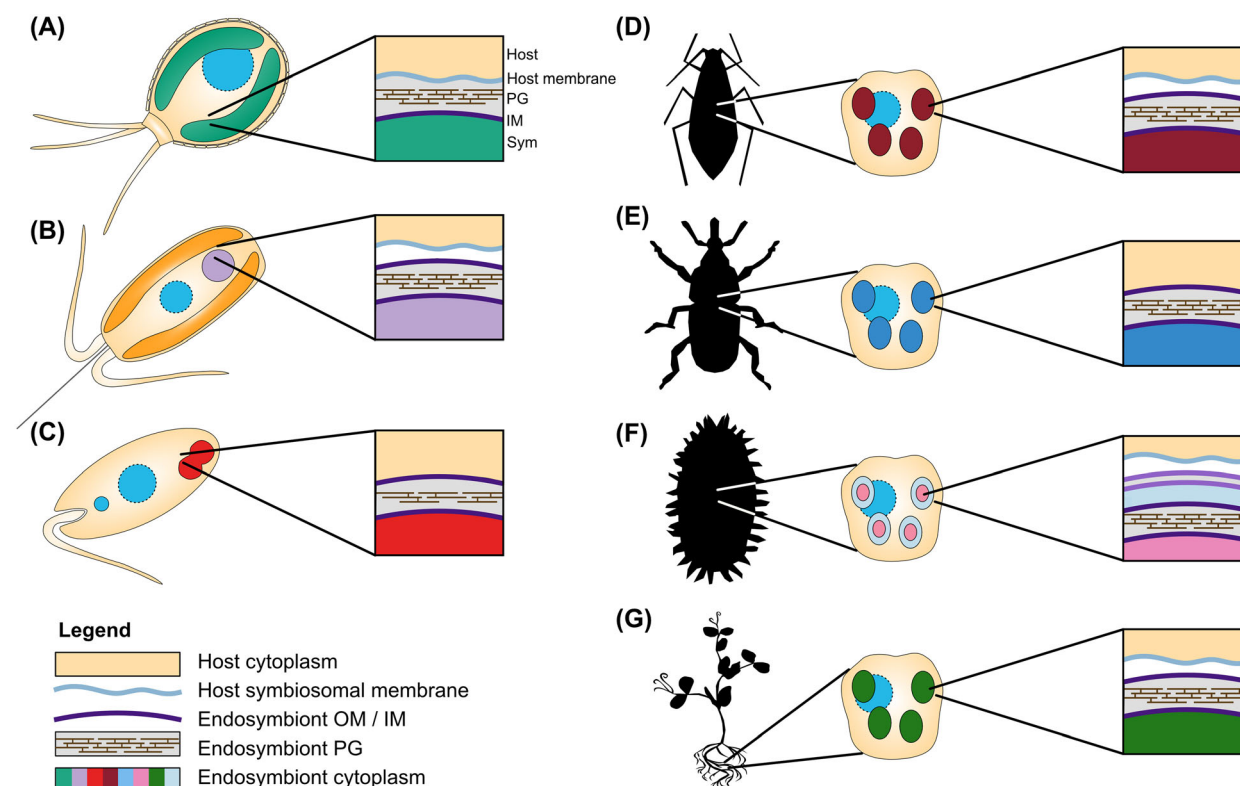 (A)
Host
Host membrane
PG
IM
Sym
(B)
(C)
Legend
Host cytoplasm
Host symbiosomal membrane
Endosymbiont OM / IM
Endosymbiont PG
Endosymbiont cytoplasm
(D)
(E)
(F)
(G)